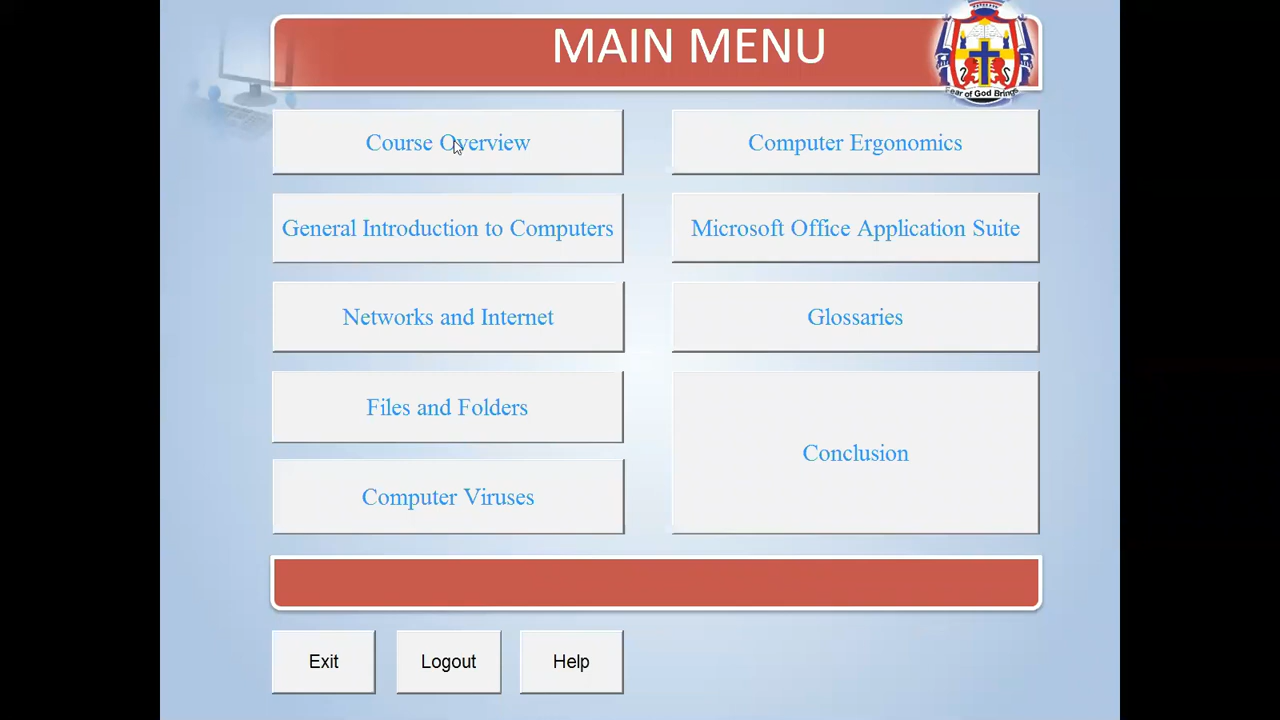 MAIN MENU
Fear of God Brings
Course Overview
Computer Ergonomics
General Introduction to Computers
Microsoft Office Application Suite
Networks and Internet
Glossaries
Files and Folders
Conclusion
Computer Viruses
Exit
Logout
Help